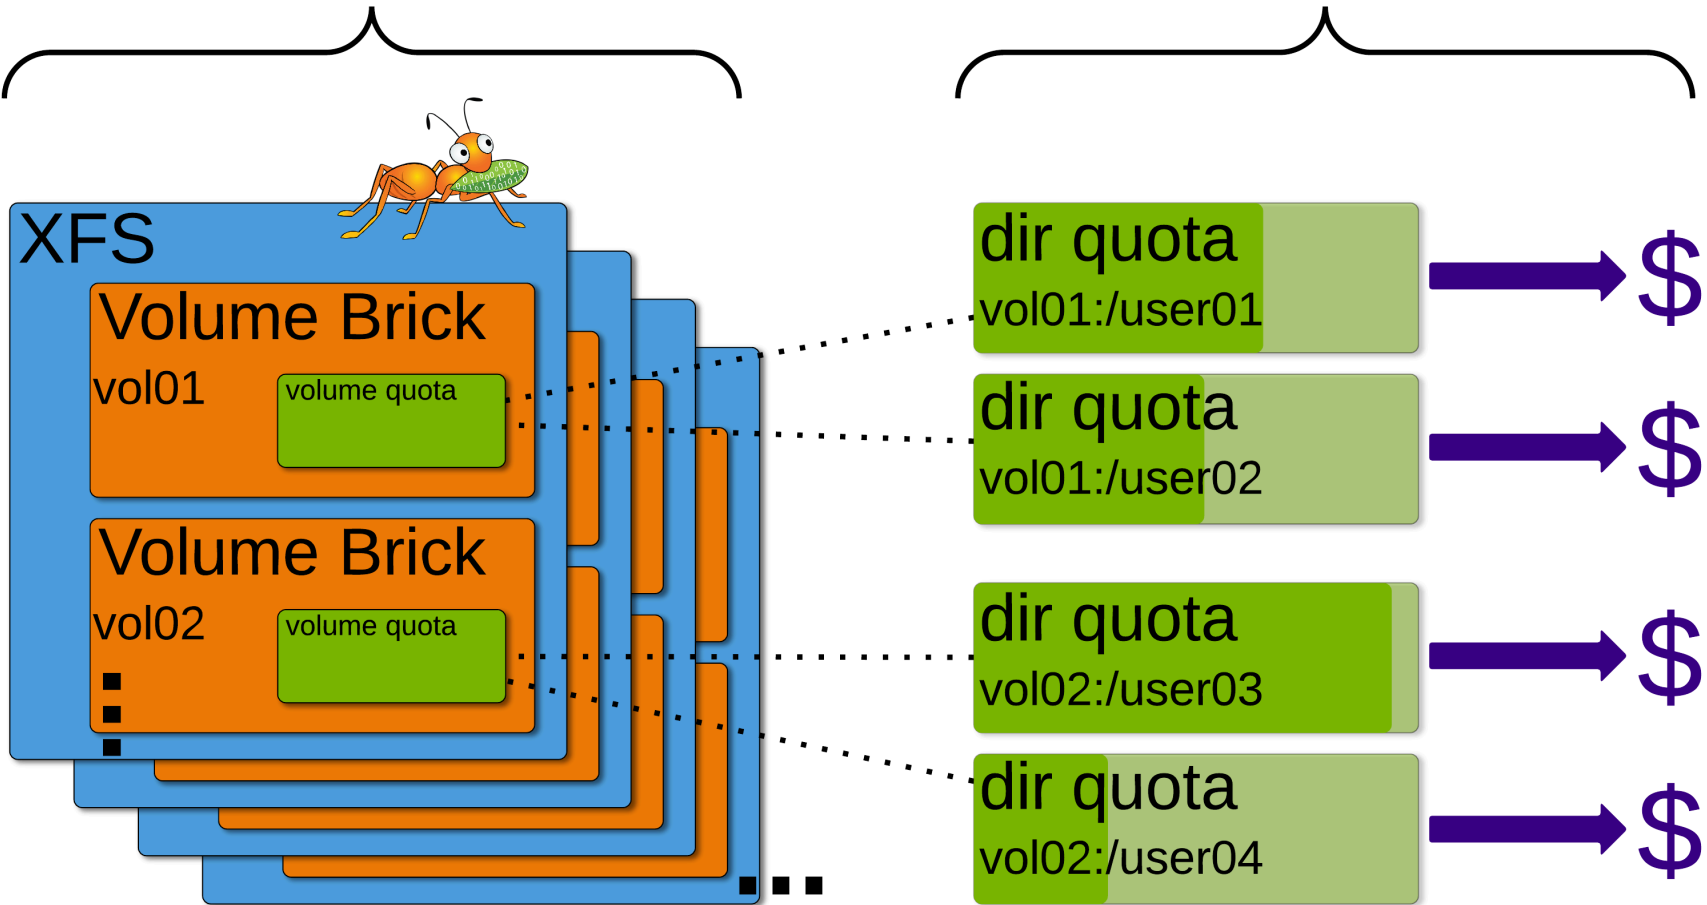 XFS
Volume Brick
vol01
volume quota
Volume Brick
vol02
volume quota
dir quota
vol01:/user01
$
dir quota
vol01:/user02
$
dir quota
vol02:/user03
$
dir quota
vol02:/user04
$